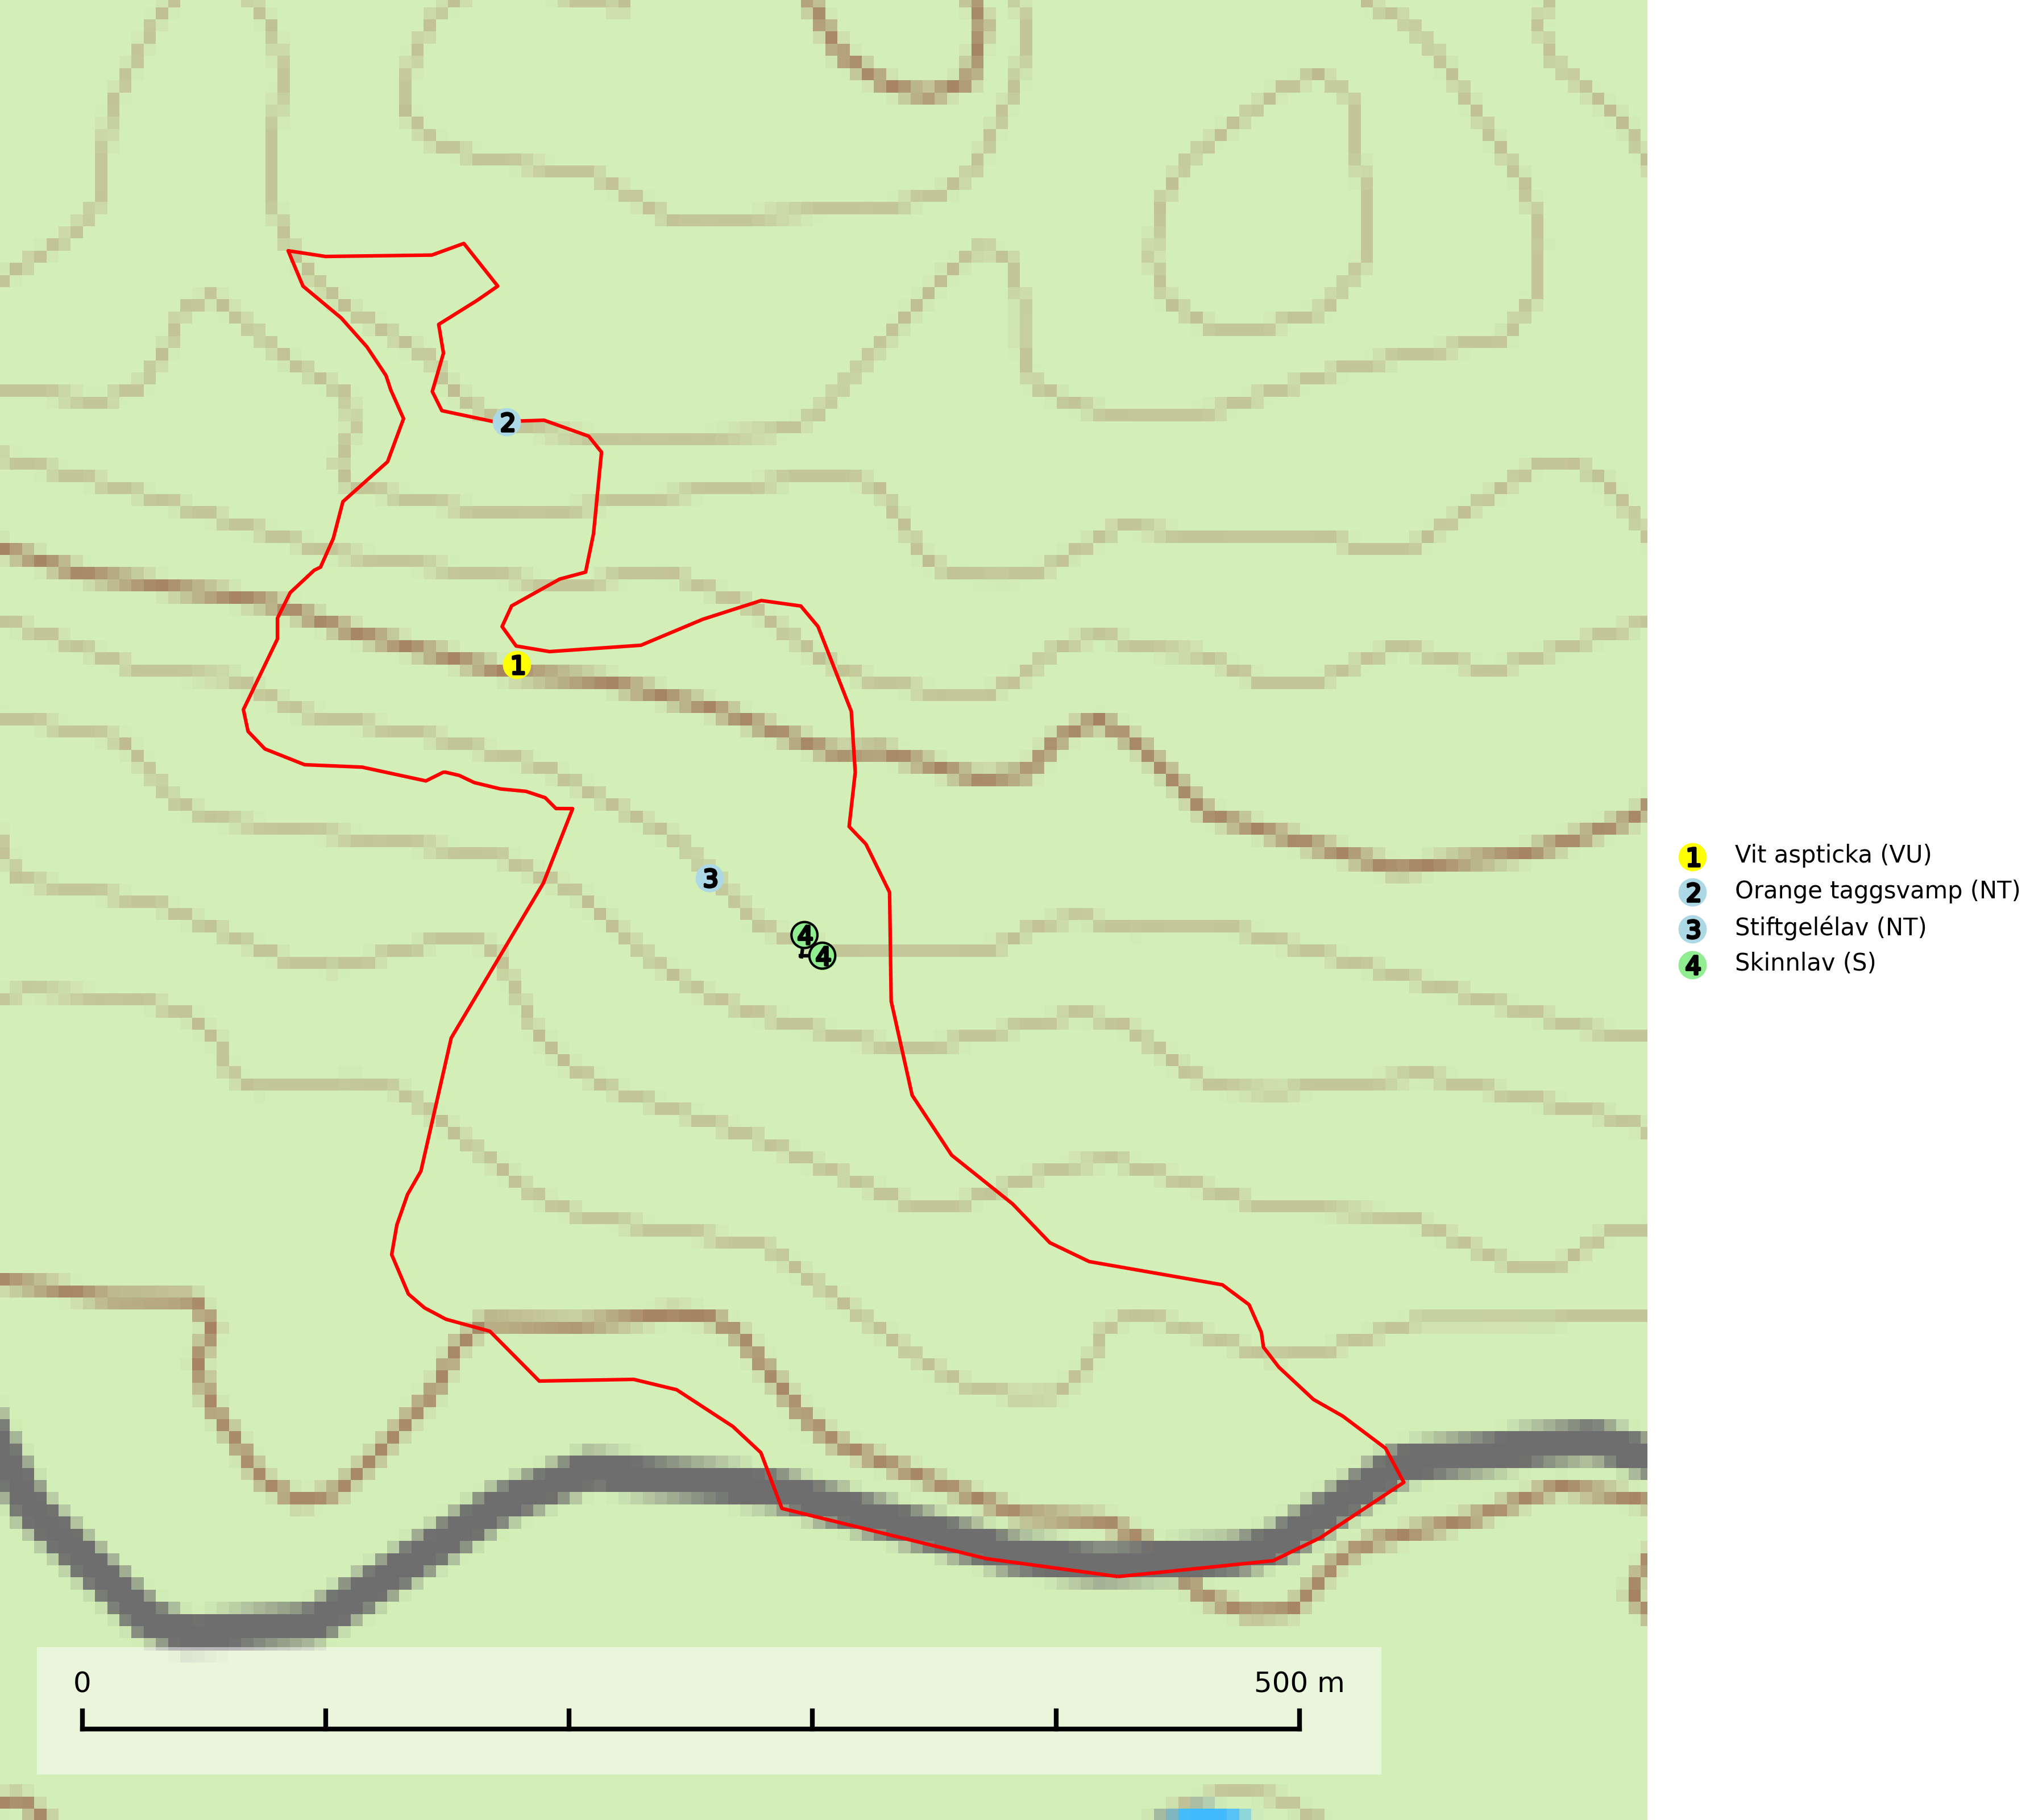 2
1
3
4
4
1 Vit aspticka (VU)
2 Orange taggsvamp (NT)
3 Stiftgelélav (NT)
4 Skinnlav (S)
0 500 m